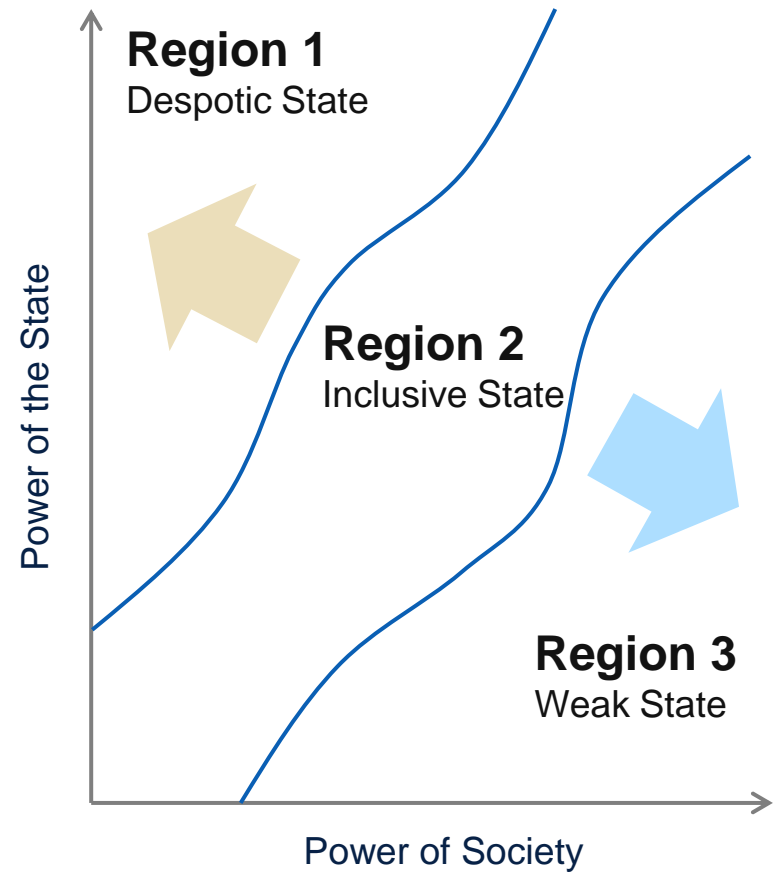 Region 1
Despotic State
Power of the State
Region 2
Inclusive State
Region 3
Weak State
Power of Society